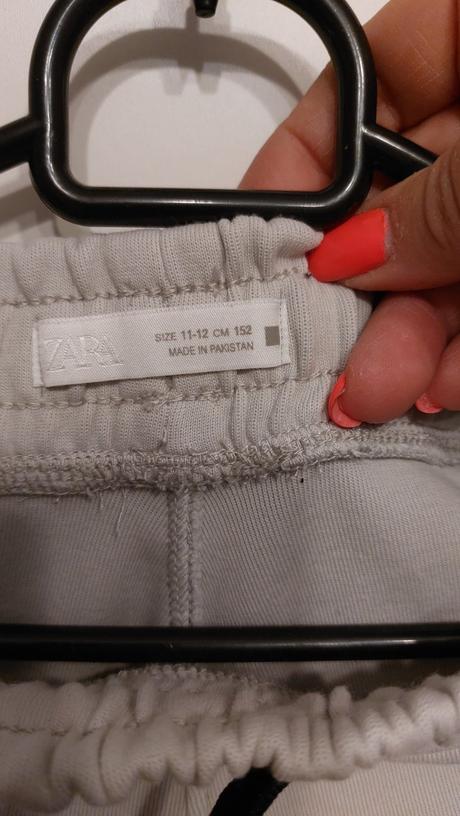 ZARA
SIZE 11-12 CM 152
MADE IN PAKISTAN